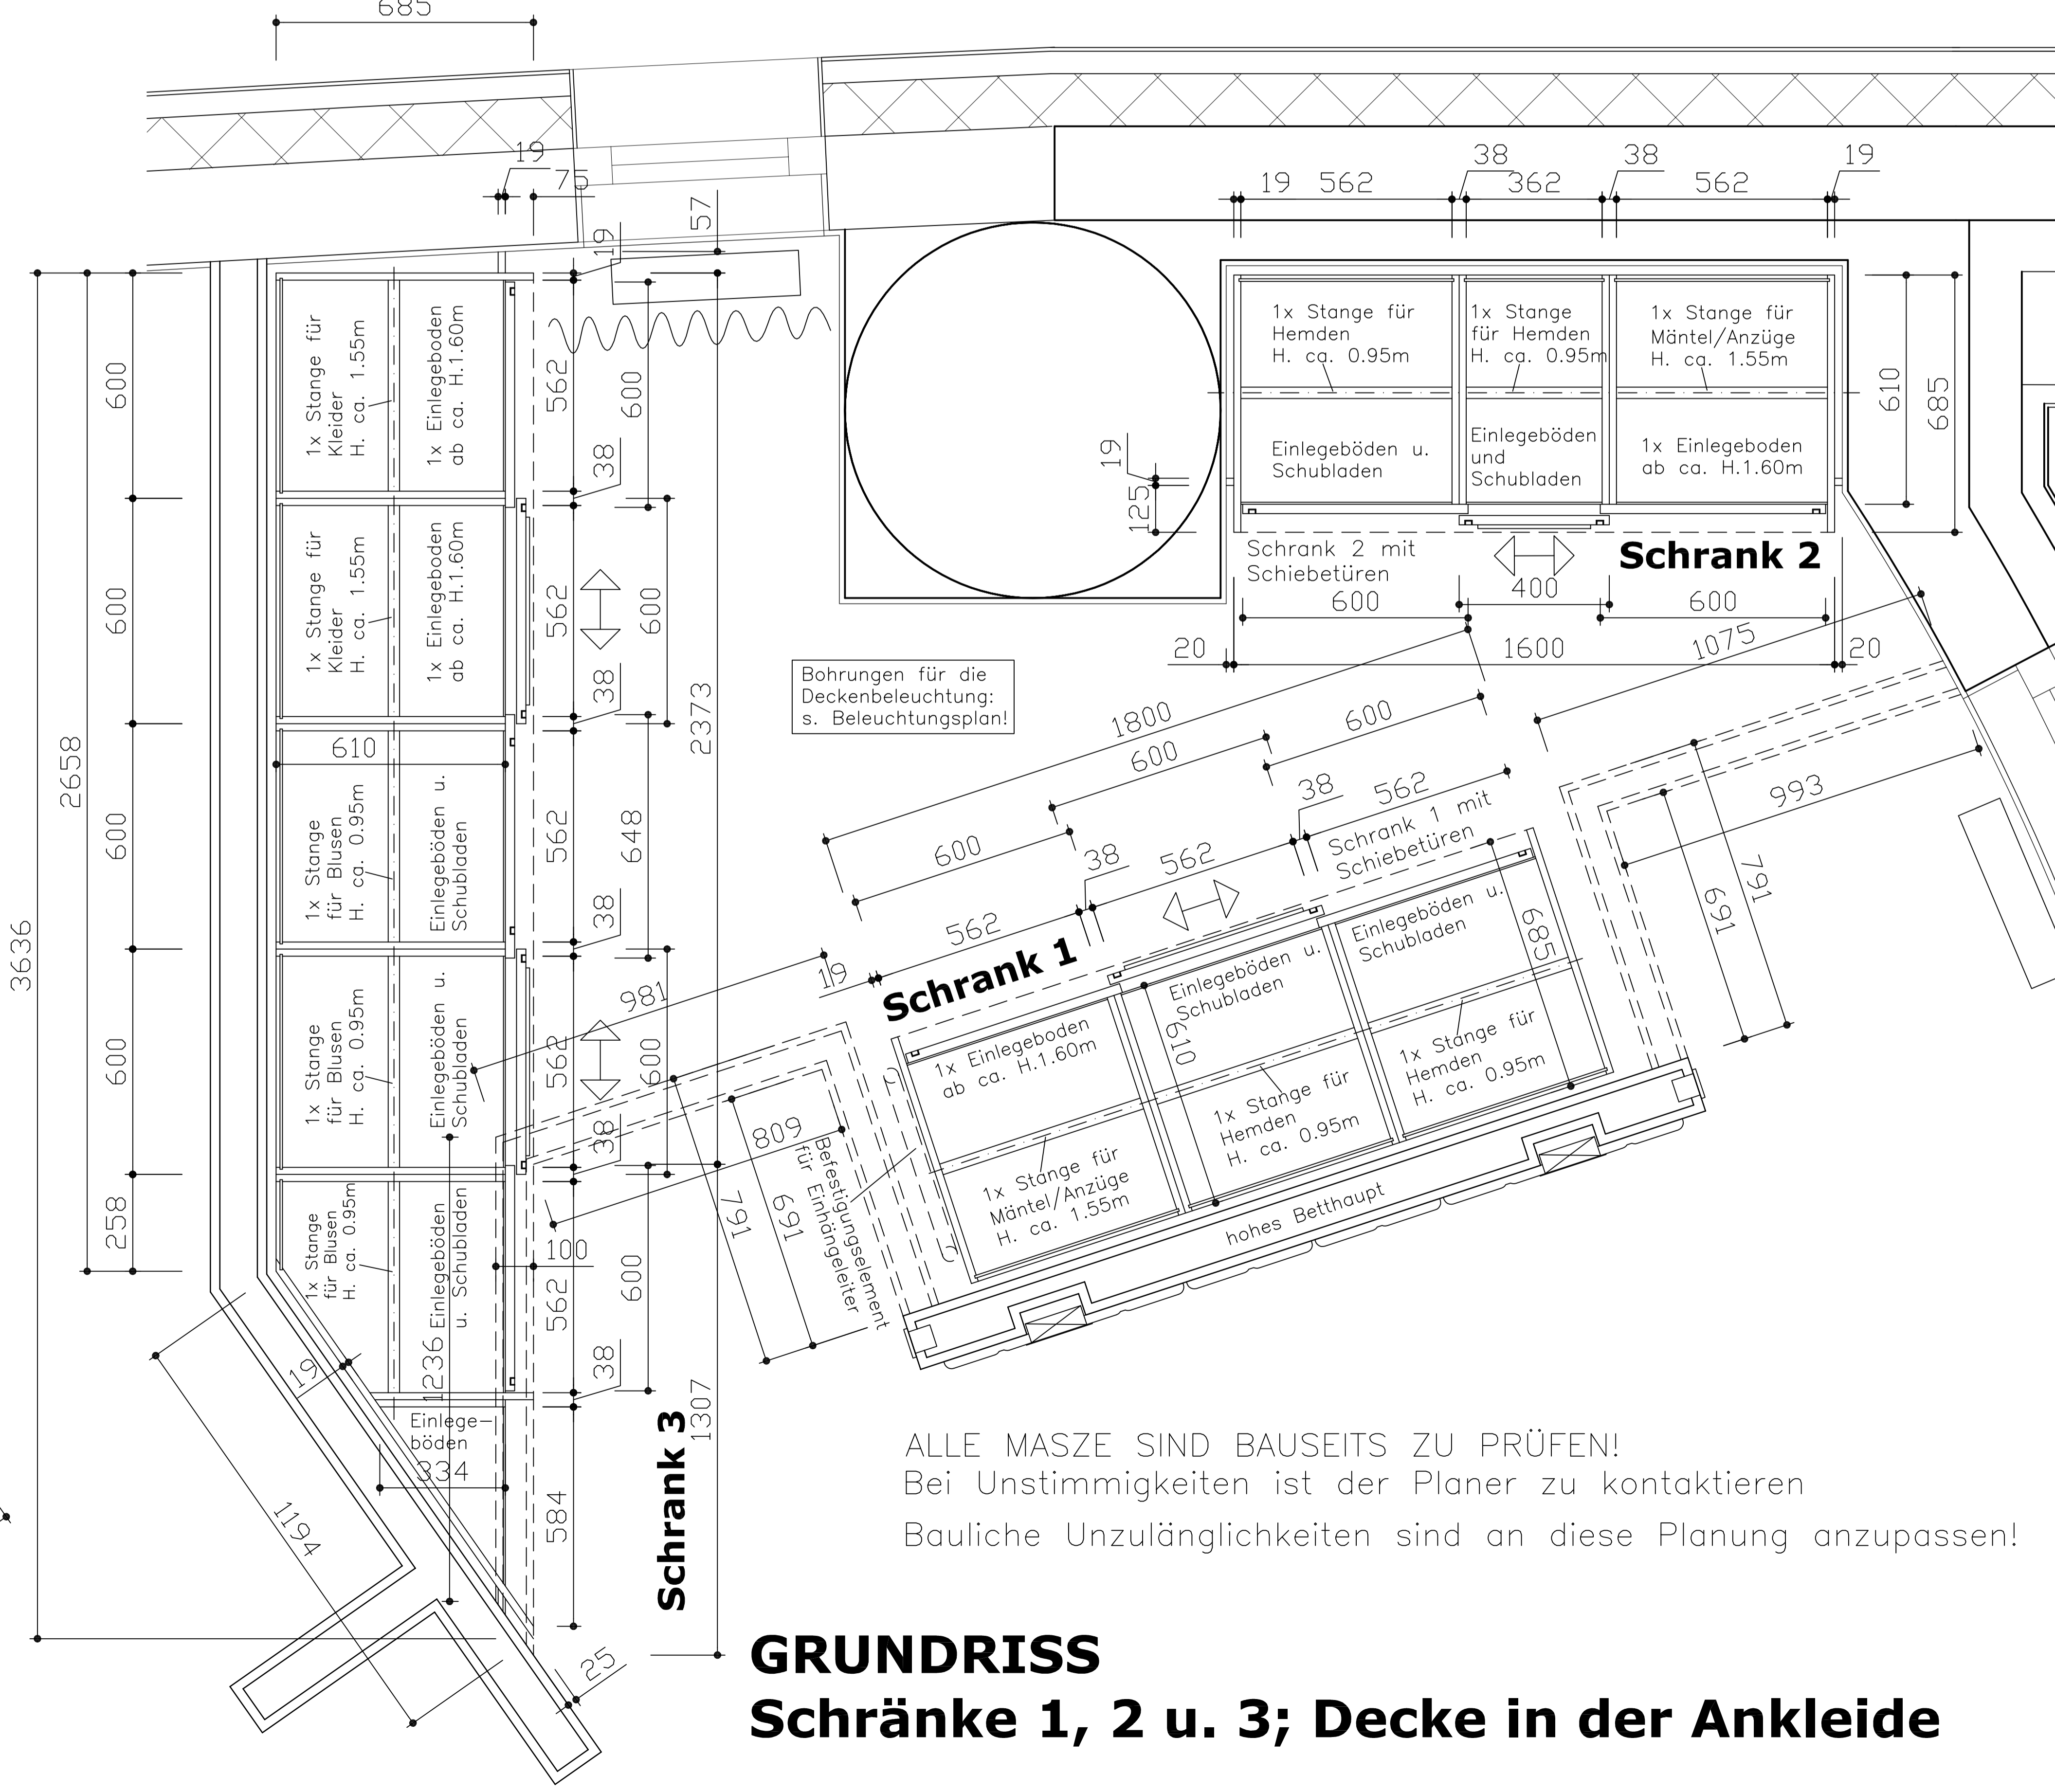 685
19
75
57
19
38
38
19
19
562
362
562
600
600
600
600
258
2658
3636
1x Stange für
Kleider
H. ca. 1.55m
1x Einlegeboden
ab ca. H.1.60m
1x Stange für
Kleider
H. ca. 1.55m
1x Einlegeboden
ab ca. H.1.60m
610
1x Stange
für Blusen
H. ca. 0.95m
Einlegeböden u.
Schubladen
1x Stange
für Blusen
H. ca. 0.95m
Einlegeböden u.
Schubladen
1x Stange
für Blusen
H. ca. 0.95m
Einlegeböden
u. Schubladen
Einlege-
böden
334
1236
19
1194
25
562
38
562
38
562
38
562
38
562
38
584
100
600
600
648
600
600
2373
1307
Schrank 3
1x Stange für
Hemden
H. ca. 0.95m
1x Stange
für Hemden
H. ca. 0.95m
1x Stange für
Mäntel/Anzüge
H. ca. 1.55m
Einlegeböden u.
Schubladen
Einlegeböden
und
Schubladen
1x Einlegeboden
ab ca. H.1.60m
610
685
19
125
Schrank 2 mit
Schiebetüren
Schrank 2
400
600
600
20
1600
20
Bohrungen für die
Deckenbeleuchtung:
s. Beleuchtungsplan!
1800
600
600
600
1075
993
791
691
38
562
38
562
562
19
981
809
791
691
Schrank 1 mit
Schiebetüren
Schrank 1
1x Einlegeboden
ab ca. H.1.60m
Einlegeböden u.
Schubladen
Einlegeböden u.
Schubladen
685
610
1x Stange für
Mäntel/Anzüge
H. ca. 1.55m
1x Stange für
Hemden
H. ca. 0.95m
1x Stange für
Hemden
H. ca. 0.95m
Befestigungselement
für Einhängeleiter
hohes Betthaupt
ALLE MASZE SIND BAUSEITS ZU PRÜFEN!
Bei Unstimmigkeiten ist der Planer zu kontaktieren
Bauliche Unzulänglichkeiten sind an diese Planung anzupassen!
GRUNDRISS
Schränke 1, 2 u. 3; Decke in der Ankleide